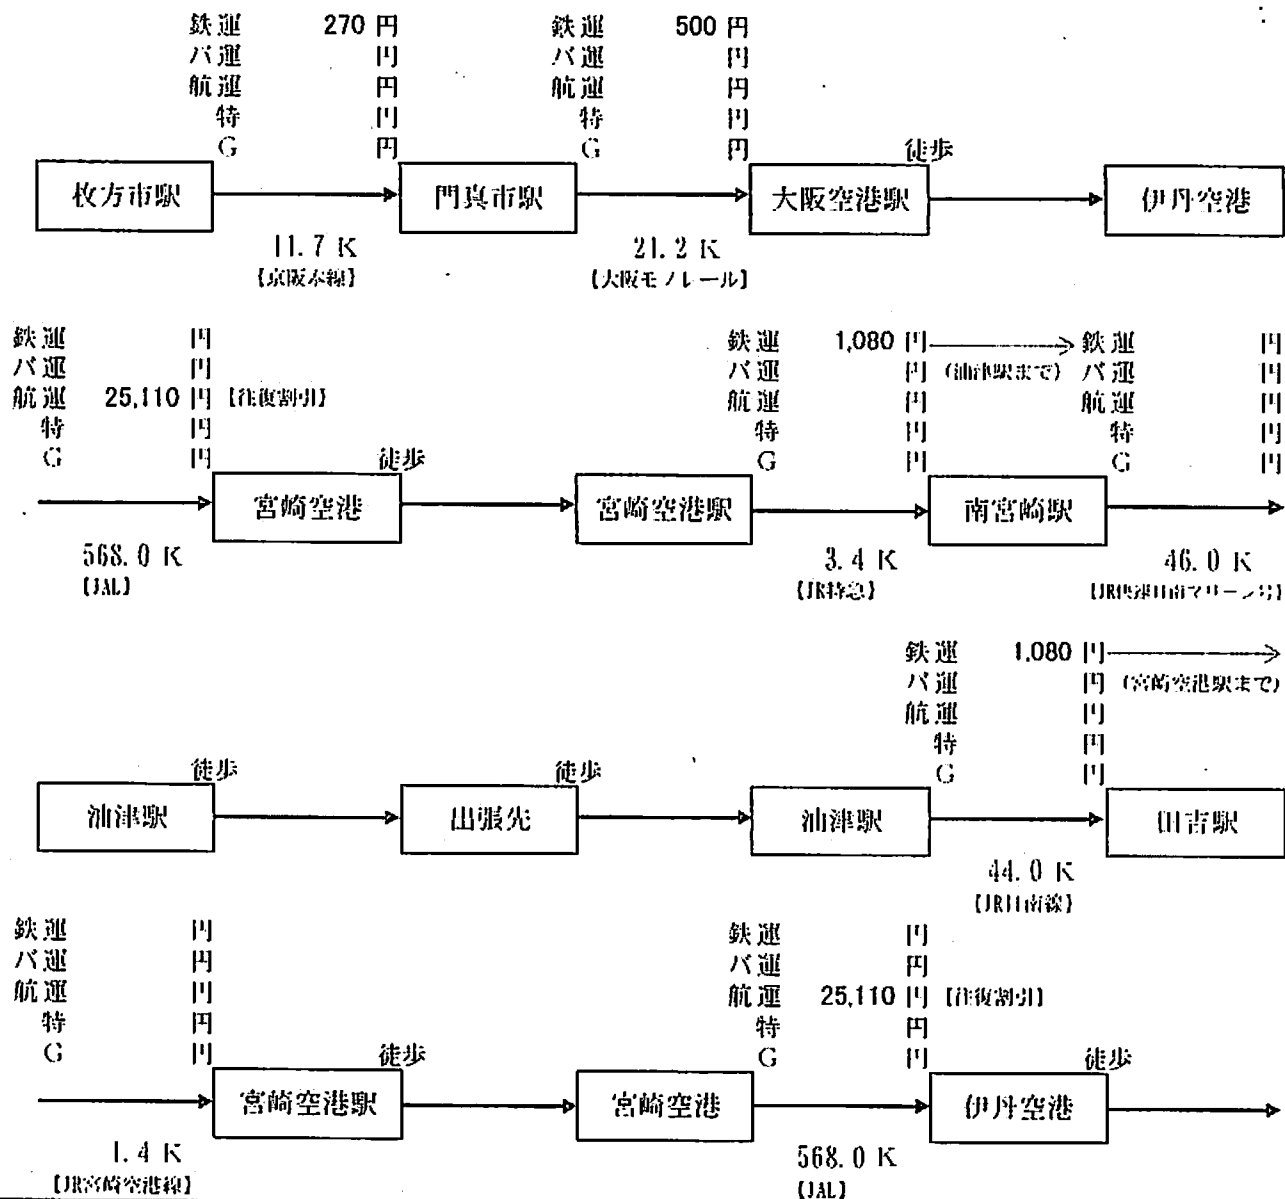 鉄運 270 円 鉄運 500 円
バ運 円 バ運 円
航運 円 航運 円
特 円 特 円
G 円 G 円 徒歩
枚方市駅 門真市駅 大阪空港駅 伊丹空港
11.7 K 21.2 K
【京阪本線】 【大阪モノレール】
鉄運 円 鉄運 1,080 円 鉄運 円
バ運 円 バ運 円 (油津駅まで) バ運 円
航運 25,110 円 【往復割引】 航運 円 航運 円
特 円 特 円 特 円
G 円 徒歩 G 円 G 円
宮崎空港 宮崎空港駅 南宮崎駅
568.0 K 3.4 K 46.0 K
【JAL】 【JR特急】 【JR快速日南マリーン号】
鉄運 1,080 円
バ運 円 (宮崎空港駅まで)
航運 円
特 円
徒歩 徒歩 G 円
油津駅 出張先 油津駅 田吉駅
44.0 K
【JR日南線】
鉄運 円 鉄運 円
バ運 円 バ運 円
航運 円 航運 25,110 円 【往復割引】
特 円 特 円
G 円 徒歩 G 円 徒歩
宮崎空港駅 宮崎空港 伊丹空港
1.4 K 568.0 K
【JR宮崎空港線】 【JAL】